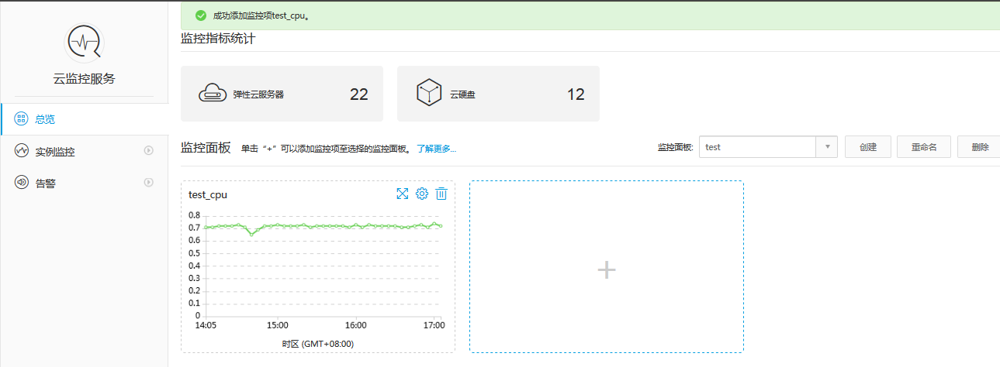 成功添加监控项test_cpu。
云监控服务
总览
实例监控
告警
监控指标统计
弹性云服务器 22
云硬盘 12
监控面板 单击“+”可以添加监控项至选择的监控面板。 了解更多... 监控面板: test 创建 重命名 删除
test_cpu
0.8
0.7
0.6
0.5
0.4
0.3
0.2
0.1
0
14:05 15:00 16:00 17:00
时区 (GMT+08:00)
+